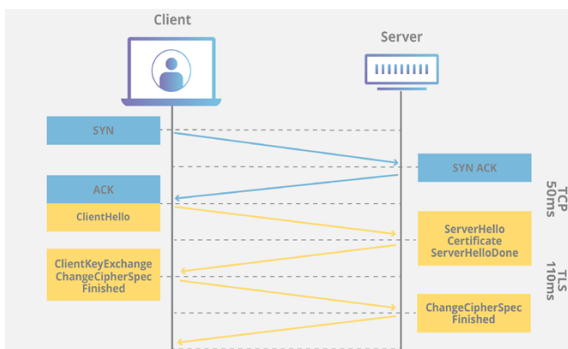 Client
Server
SYN
SYN ACK
ACK
ClientHello
ServerHello
Certificate
ServerHelloDone
ClientKeyExchange
ChangeCipherSpec
Finished
ChangeCipherSpec
Finished
TCP
50ms
TLS
110ms